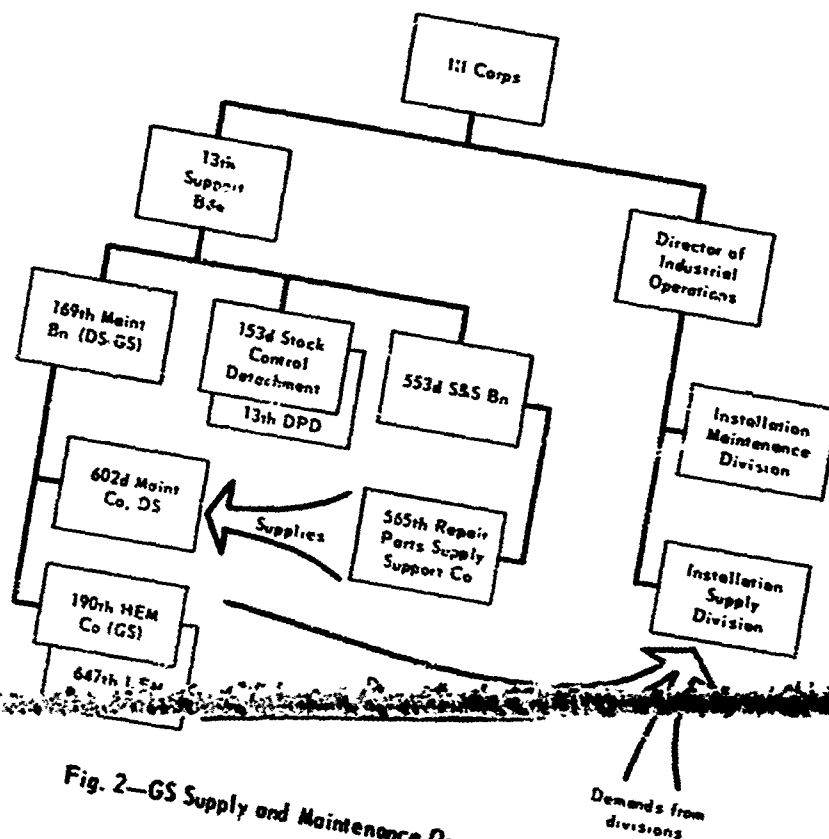 III Corps
13th
Support
Bde
Director of
Industrial
Operations
169th Maint
Bn (DS-GS)
153d Stock
Control
Detachment
13th DPD
553d S&S Bn
Installation
Maintenance
Division
602d Maint
Co, DS
Supplies
565th Repair
Parts Supply
Support Co
Installation
Supply
Division
190th HEM
Co (GS)
647th
Demands from
divisions
Fig. 2—GS Supply and Maintenance